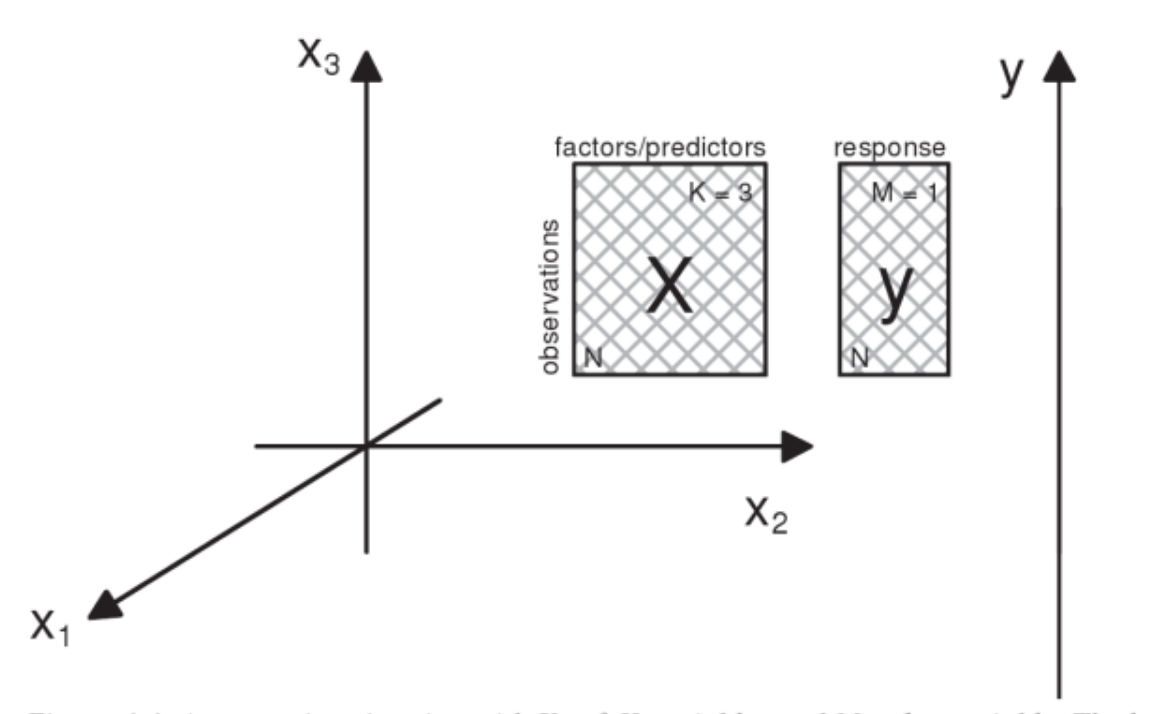 x3
y
factors/predictors
response
K = 3
M = 1
observations
X
y
N
N
x2
x1